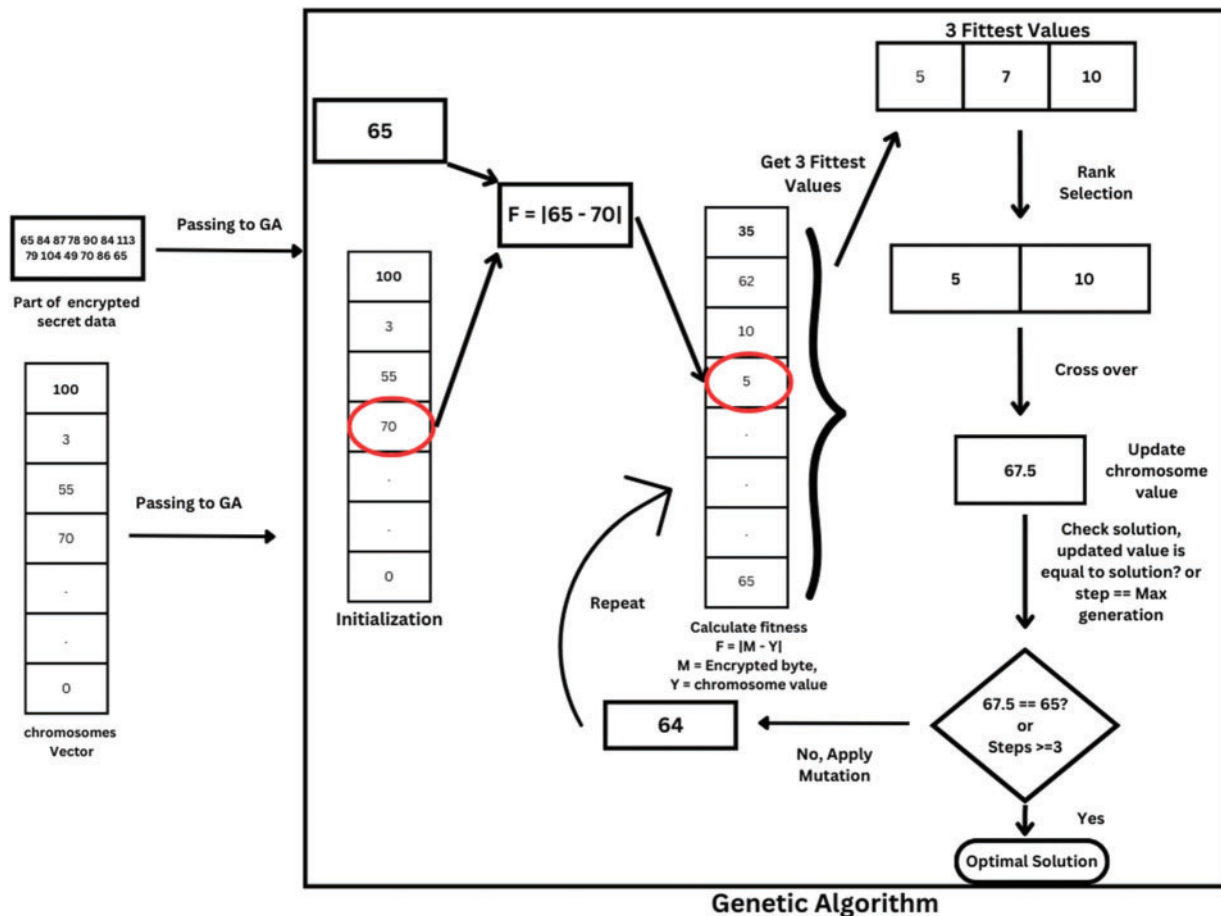 65 84 87 78 90 84 113
79 104 49 70 86 65
Part of encrypted
secret data
Passing to GA
100
3
55
70
.
.
0
chromosomes
Vector
Passing to GA
65
100
3
55
70
.
.
0
Initialization
F = |65 - 70|
35
62
10
5
.
.
.
65
Calculate fitness
F = |M - Y|
M = Encrypted byte,
Y = chromosome value
Get 3 Fittest
Values
3 Fittest Values
5
7
10
Rank
Selection
5
10
Cross over
67.5
Update
chromosome
value
Check solution,
updated value is
equal to solution? or
step == Max
generation
67.5 == 65?
or
Steps >=3
No, Apply
Mutation
64
Repeat
Yes
Optimal Solution
Genetic Algorithm